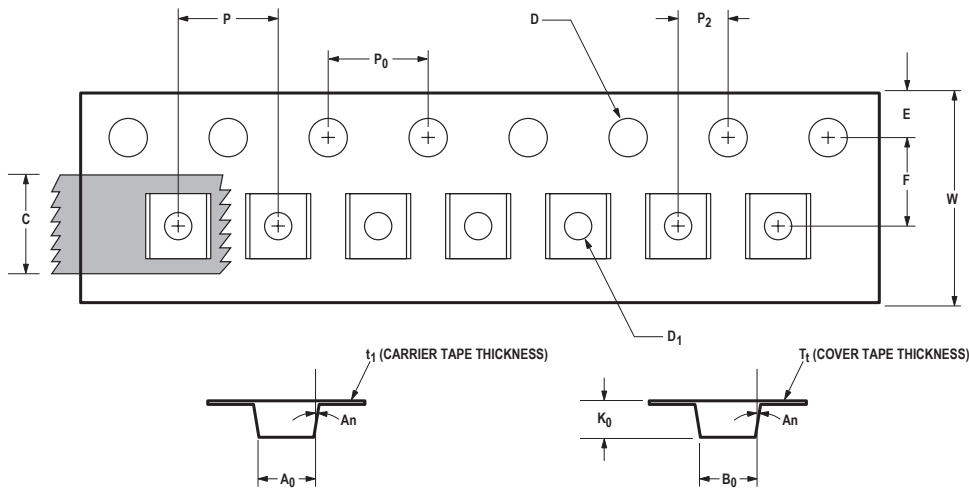 P
D
P₂
P₀
E
F
W
C
D₁
t₁ (CARRIER TAPE THICKNESS)
Tₜ (COVER TAPE THICKNESS)
An
K₀
An
A₀
B₀